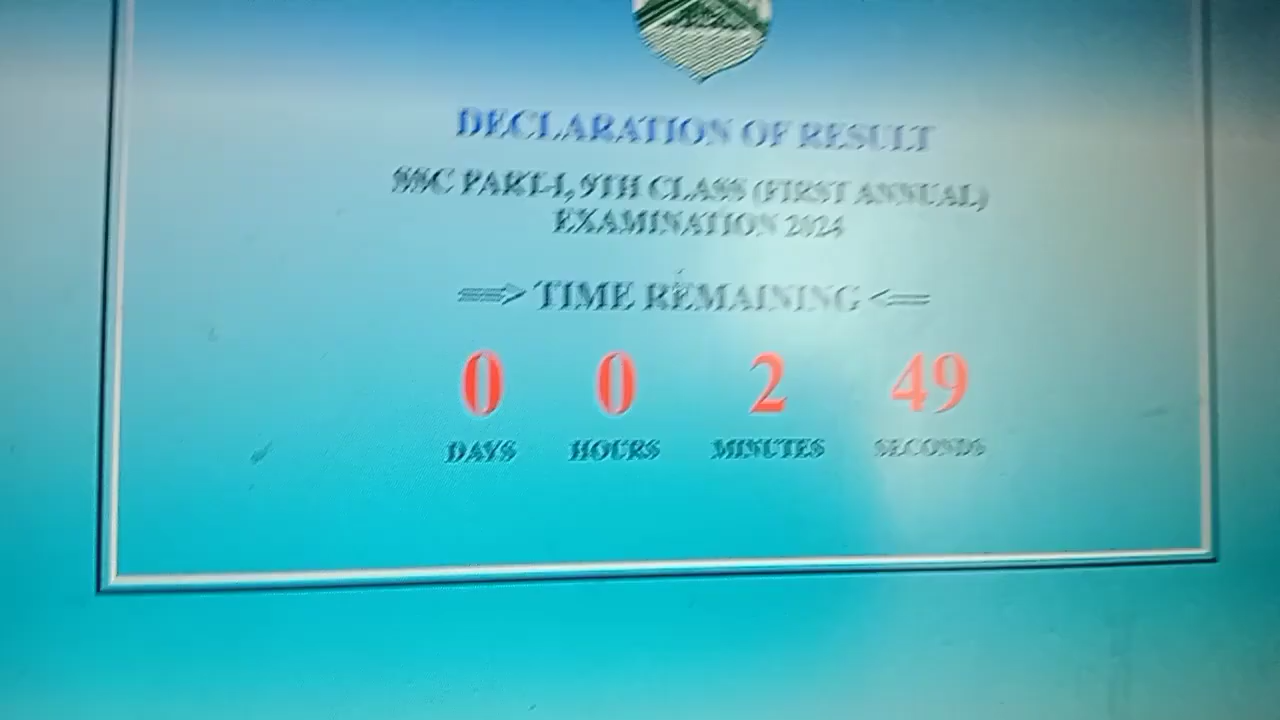 DECLARATION OF RESULT
SSC PART-I, 9TH CLASS (FIRST ANNUAL)
EXAMINATION 2024
==> TIME REMAINING <==
0 0 2 49
DAYS HOURS MINUTES SECONDS